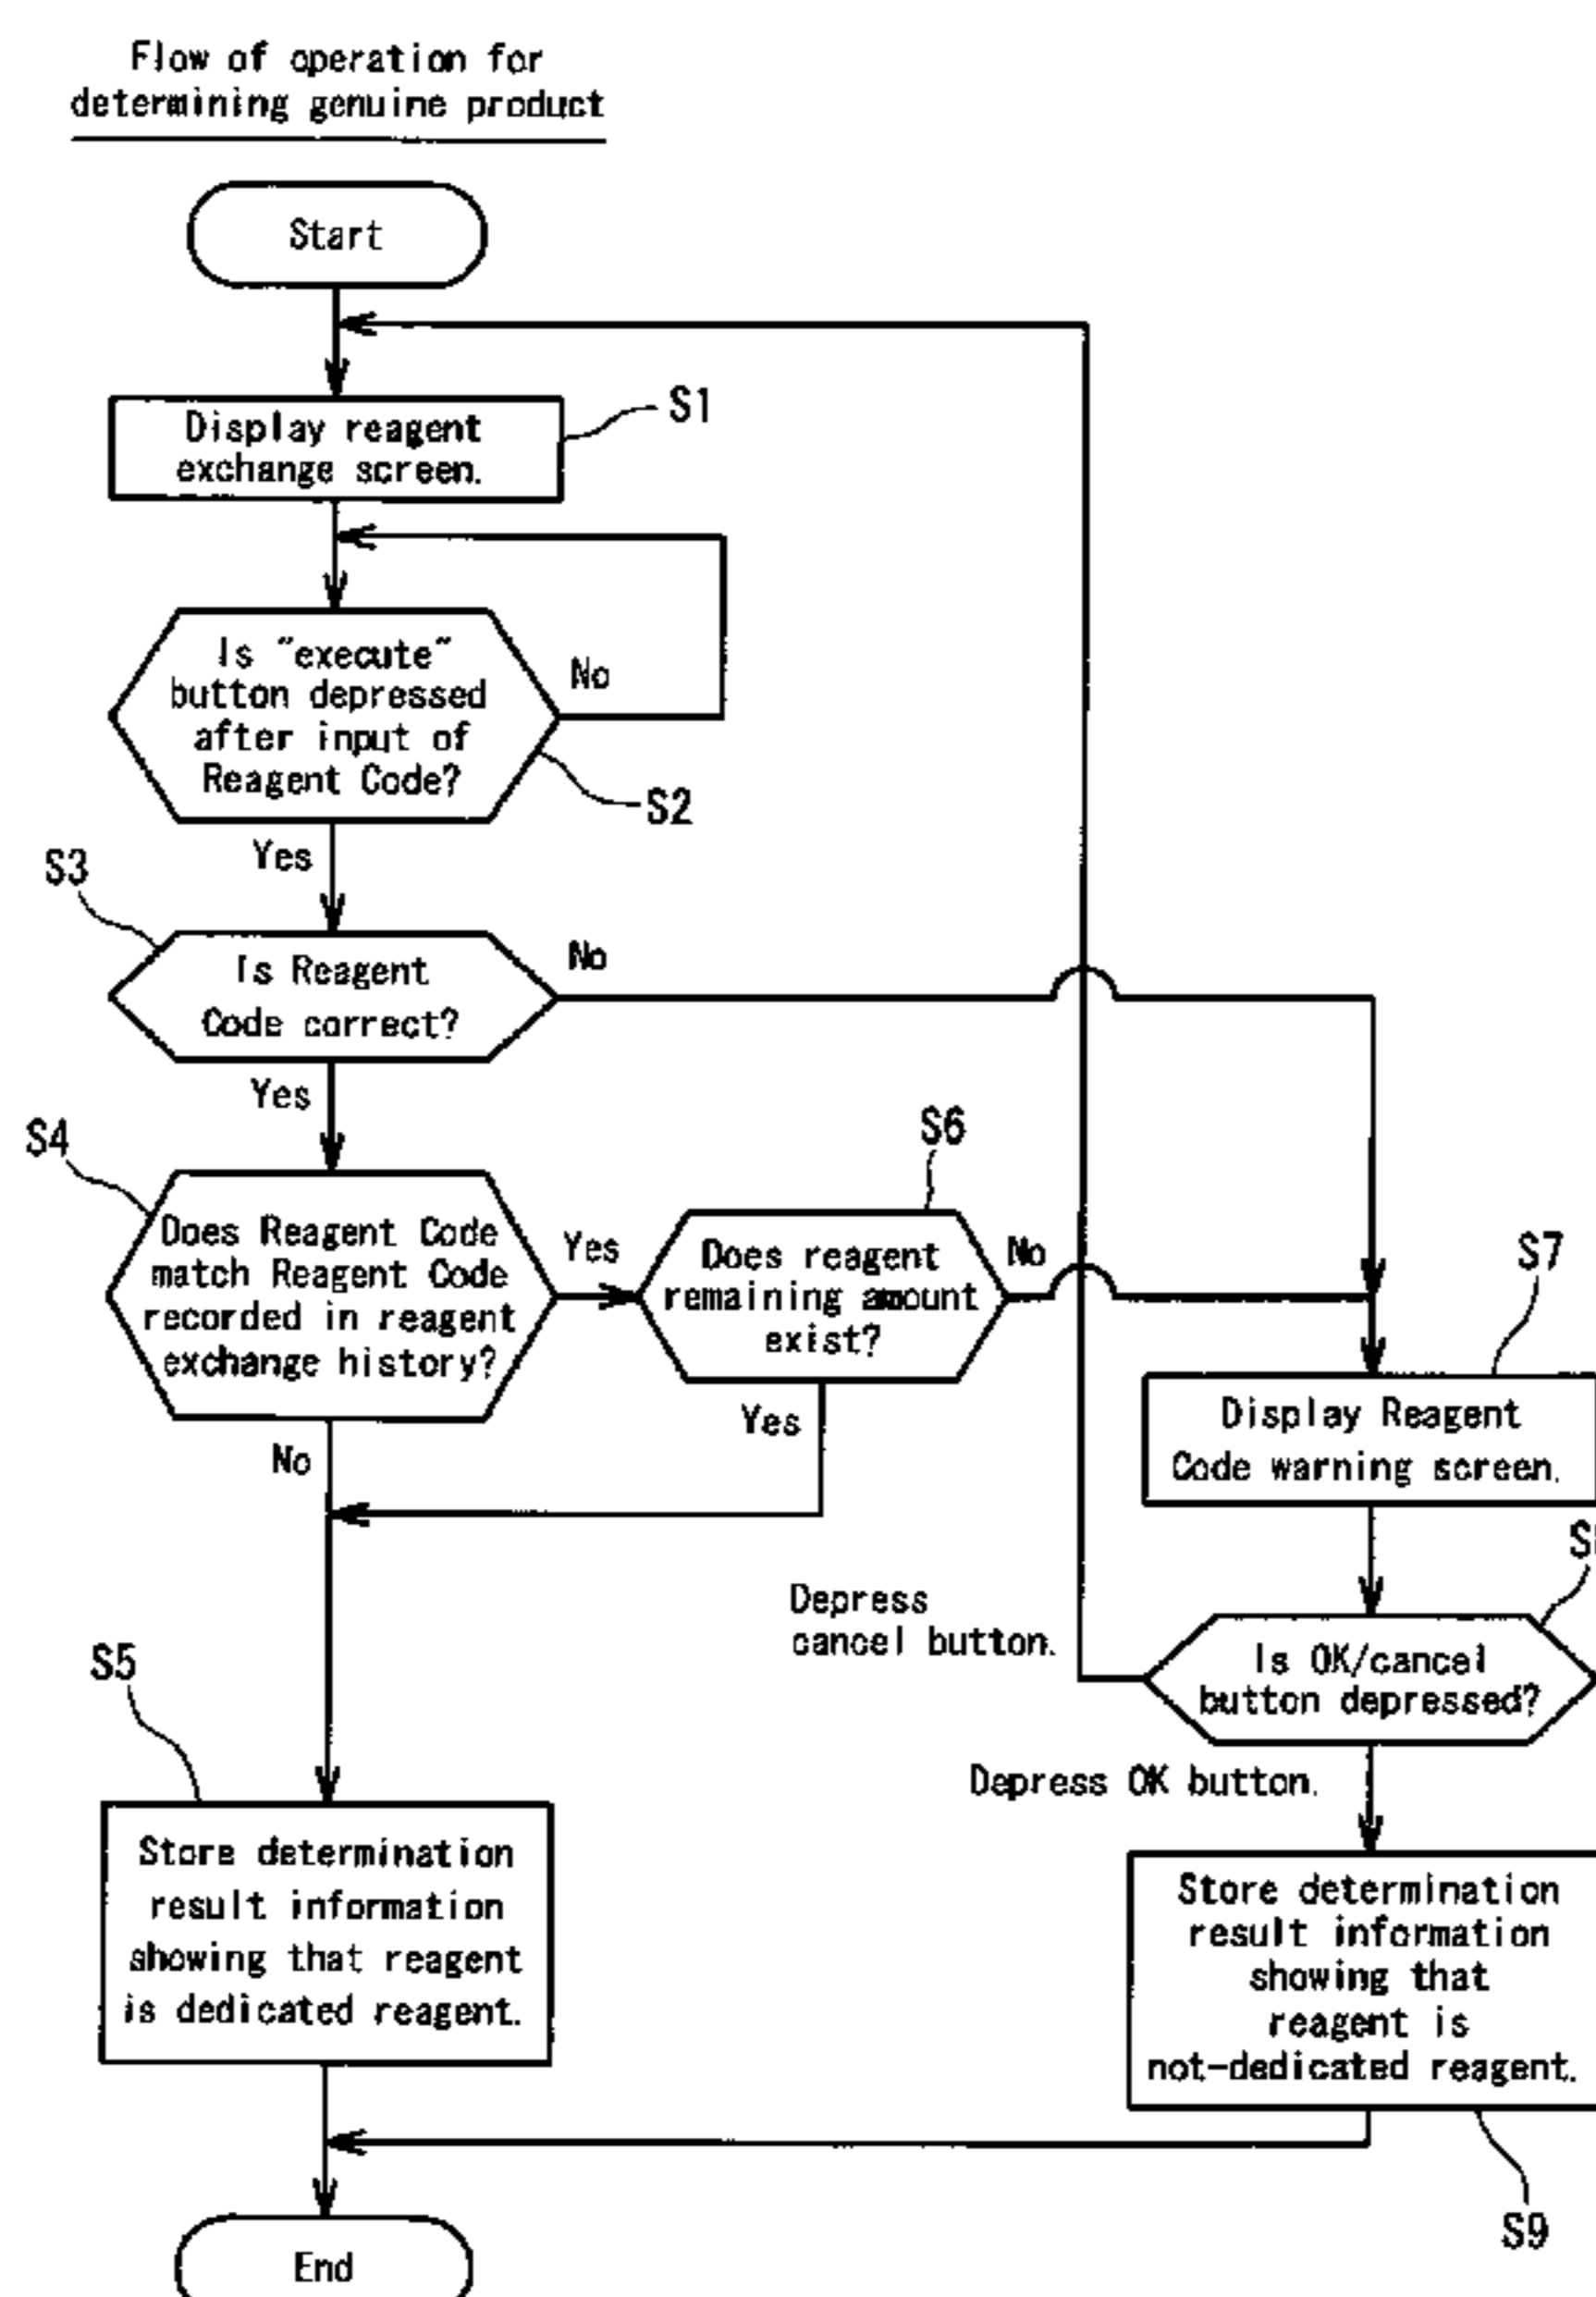 Flow of operation for
determining genuine product
Start
S1
Display reagent
exchange screen.
Is "execute"
button depressed
after input of
Reagent Code?
No
S2
Yes
S3
Is Reagent
Code correct?
No
Yes
S4
Does Reagent Code
match Reagent Code
recorded in reagent
exchange history?
Yes
No
S6
Does reagent
remaining amount
exist?
No
Yes
S7
Display Reagent
Code warning screen.
Is OK/cancel
button depressed?
Depress
cancel button.
Depress OK button.
S5
Store determination
result information
showing that reagent
is dedicated reagent.
Store determination
result information
showing that
reagent is
not-dedicated reagent.
S9
End